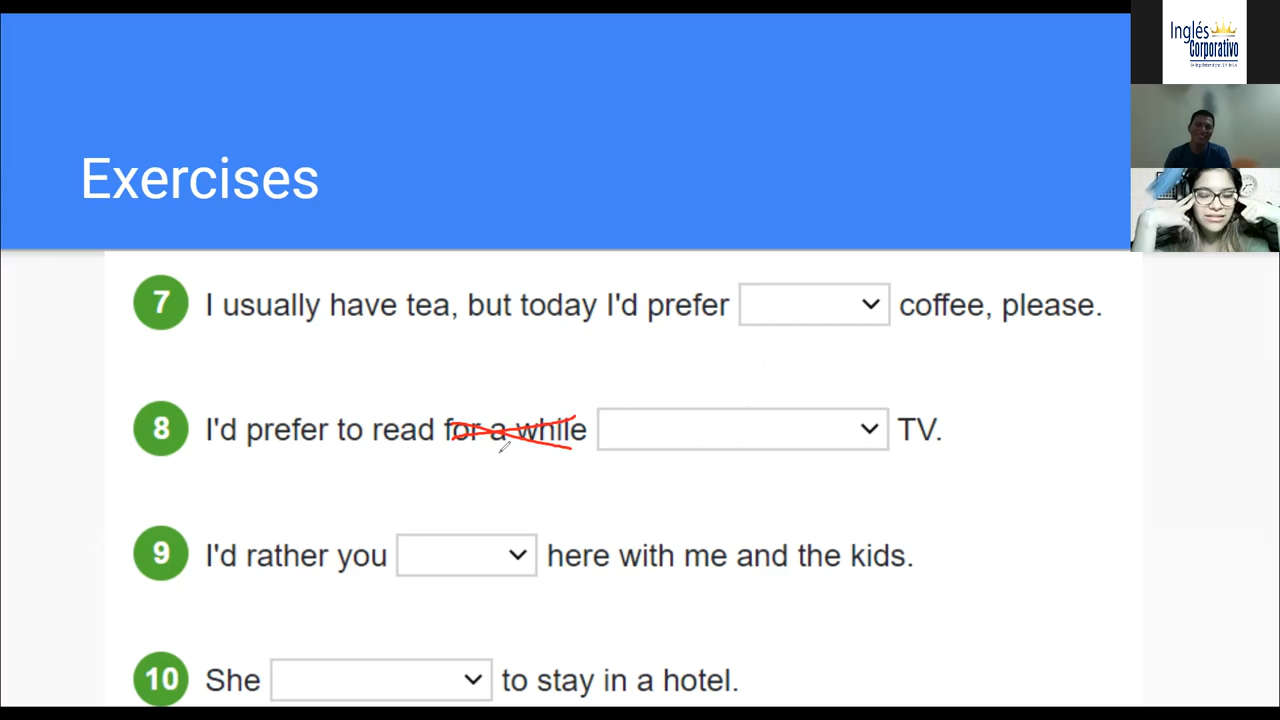 Inglés
Corporativo
Exercises
7 I usually have tea, but today I'd prefer coffee, please.
8 I'd prefer to read for a while TV.
9 I'd rather you here with me and the kids.
10 She to stay in a hotel.